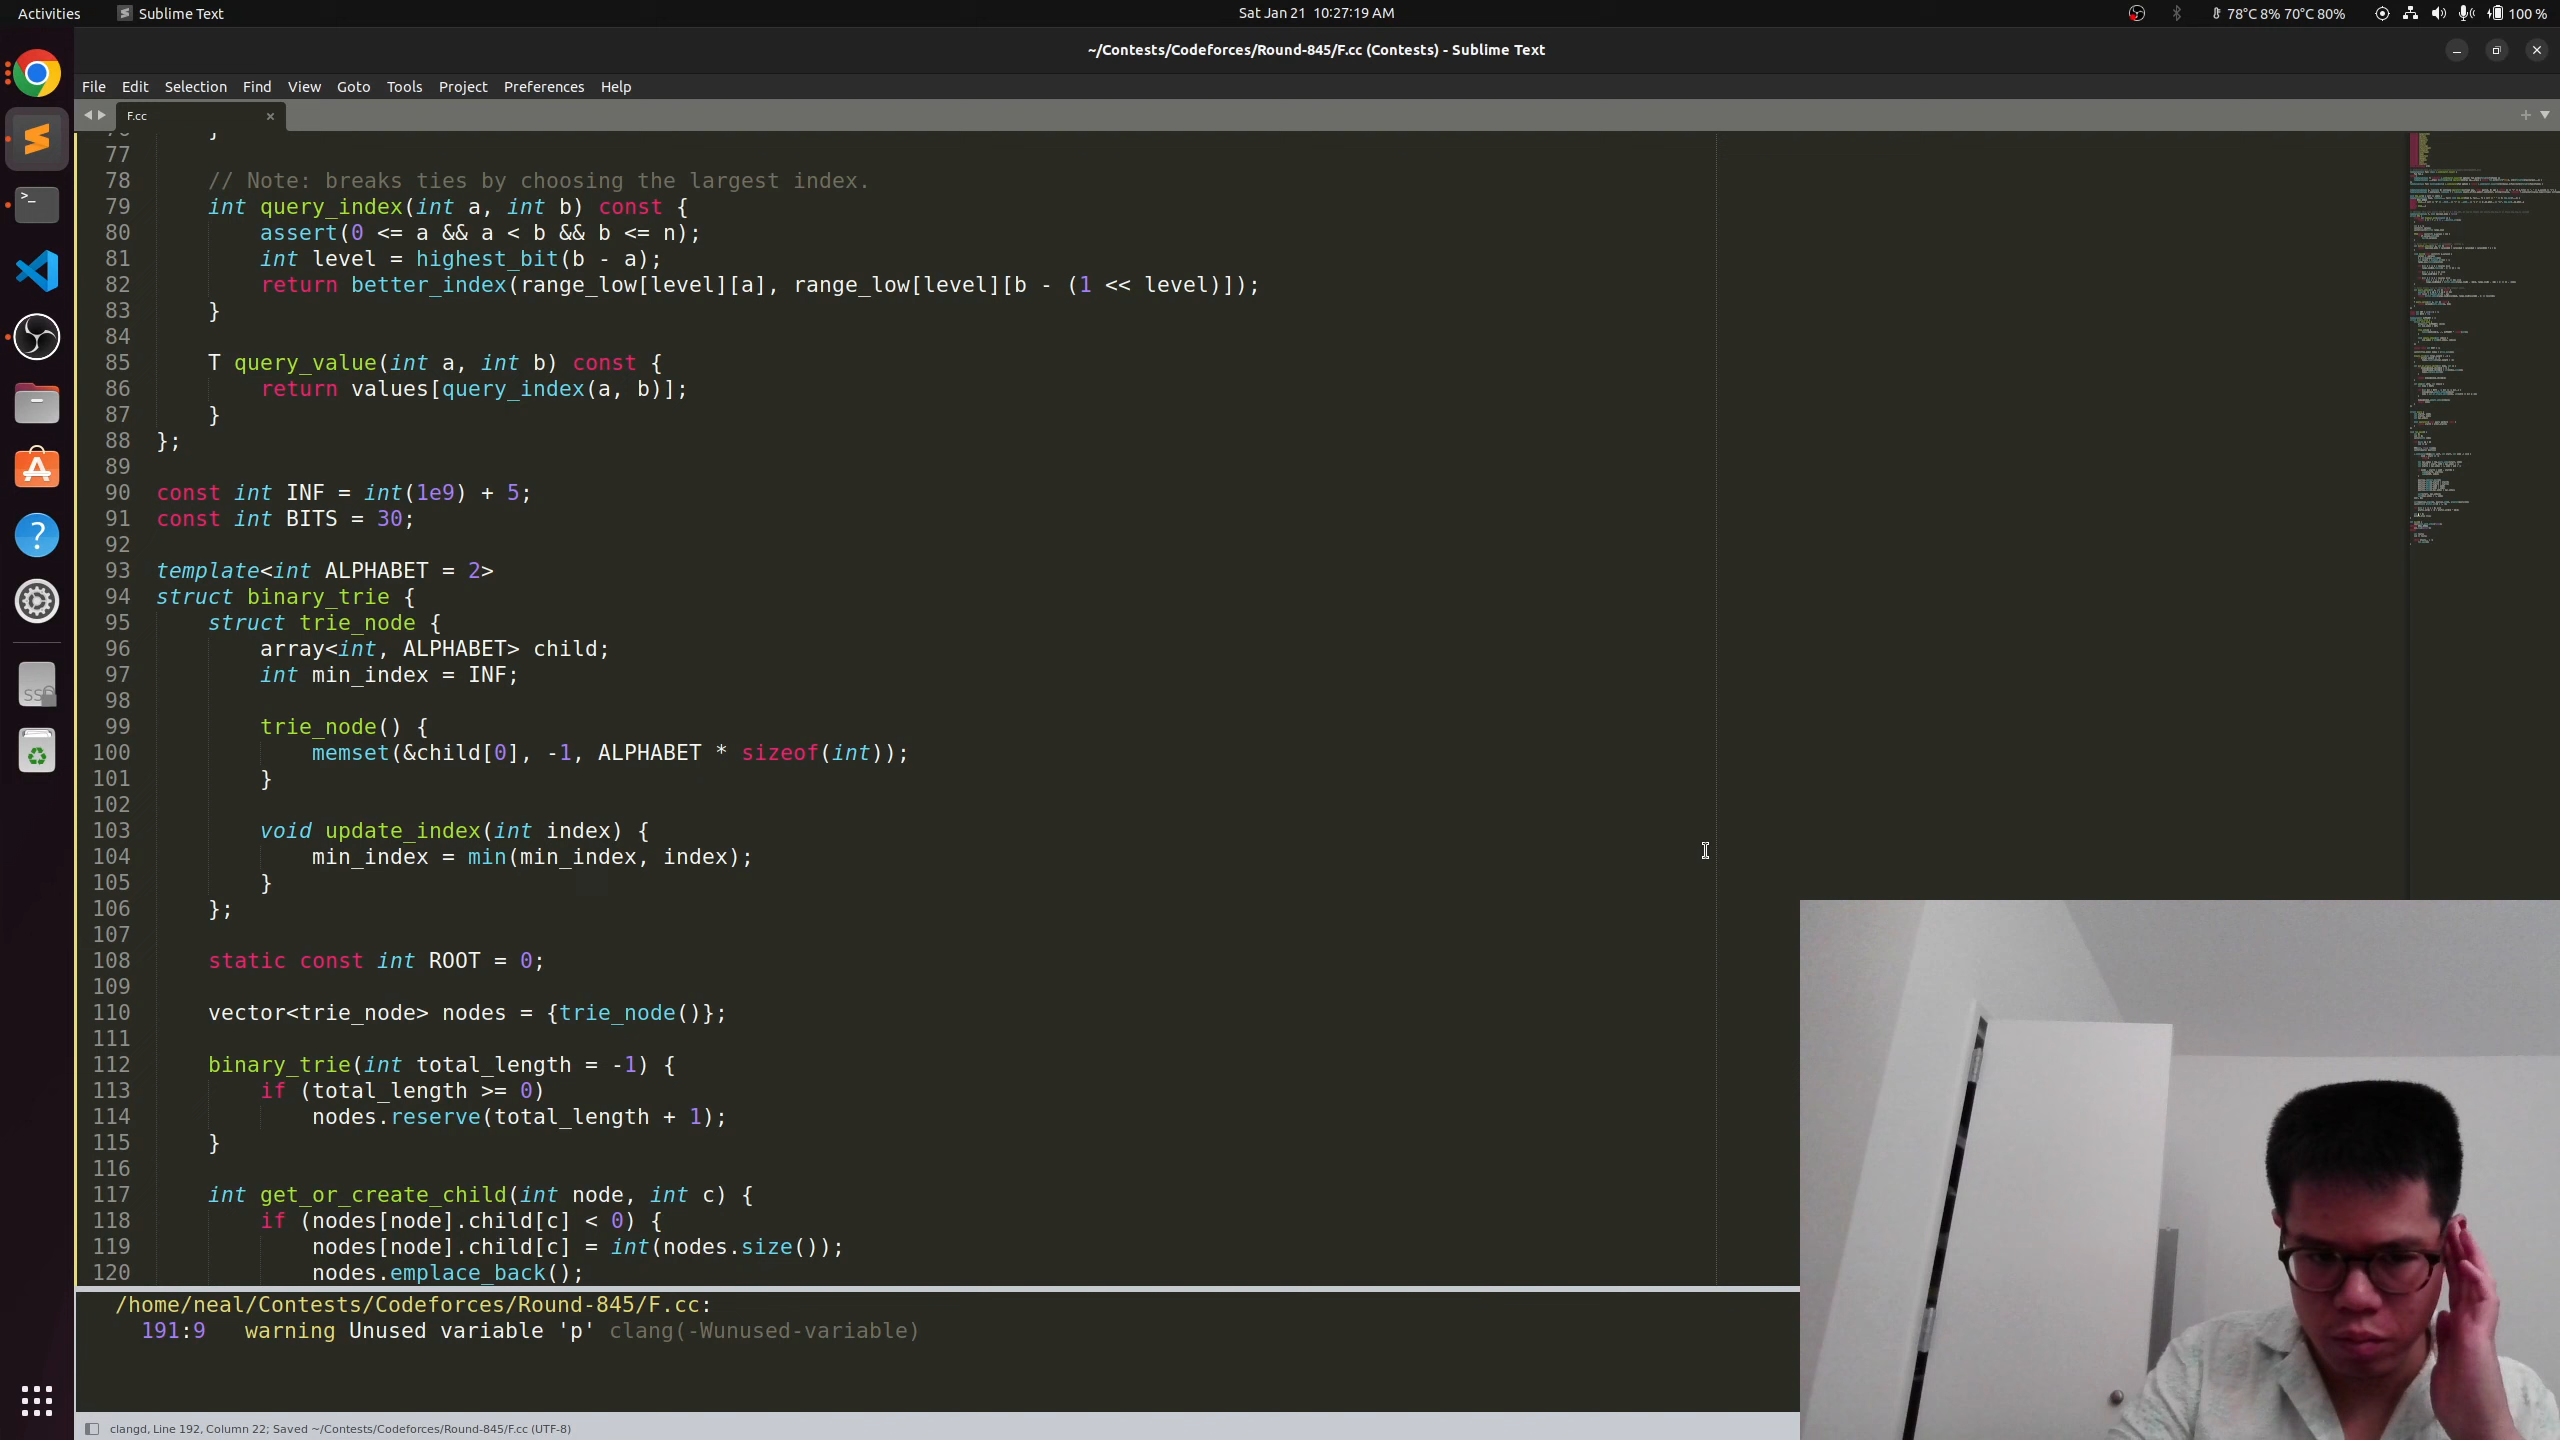 Activities
Sublime Text
Sat Jan 21 10:27:19 AM
78°C 8% 70°C 80%
100 %
~/Contests/Codeforces/Round-845/F.cc (Contests) - Sublime Text
File Edit Selection Find View Goto Tools Project Preferences Help
F.cc
77
78 // Note: breaks ties by choosing the largest index.
79 int query_index(int a, int b) const {
80 assert(0 <= a && a < b && b <= n);
81 int level = highest_bit(b - a);
82 return better_index(range_low[level][a], range_low[level][b - (1 << level)]);
83 }
84
85 T query_value(int a, int b) const {
86 return values[query_index(a, b)];
87 }
88 };
89
90 const int INF = int(1e9) + 5;
91 const int BITS = 30;
92
93 template<int ALPHABET = 2>
94 struct binary_trie {
95 struct trie_node {
96 array<int, ALPHABET> child;
97 int min_index = INF;
98
99 trie_node() {
100 memset(&child[0], -1, ALPHABET * sizeof(int));
101 }
102
103 void update_index(int index) {
104 min_index = min(min_index, index);
105 }
106 };
107
108 static const int ROOT = 0;
109
110 vector<trie_node> nodes = {trie_node()};
111
112 binary_trie(int total_length = -1) {
113 if (total_length >= 0)
114 nodes.reserve(total_length + 1);
115 }
116
117 int get_or_create_child(int node, int c) {
118 if (nodes[node].child[c] < 0) {
119 nodes[node].child[c] = int(nodes.size());
120 nodes.emplace_back();
/home/neal/Contests/Codeforces/Round-845/F.cc:
191:9 warning Unused variable 'p' clang(-Wunused-variable)
clangd, Line 192, Column 22; Saved ~/Contests/Codeforces/Round-845/F.cc (UTF-8)